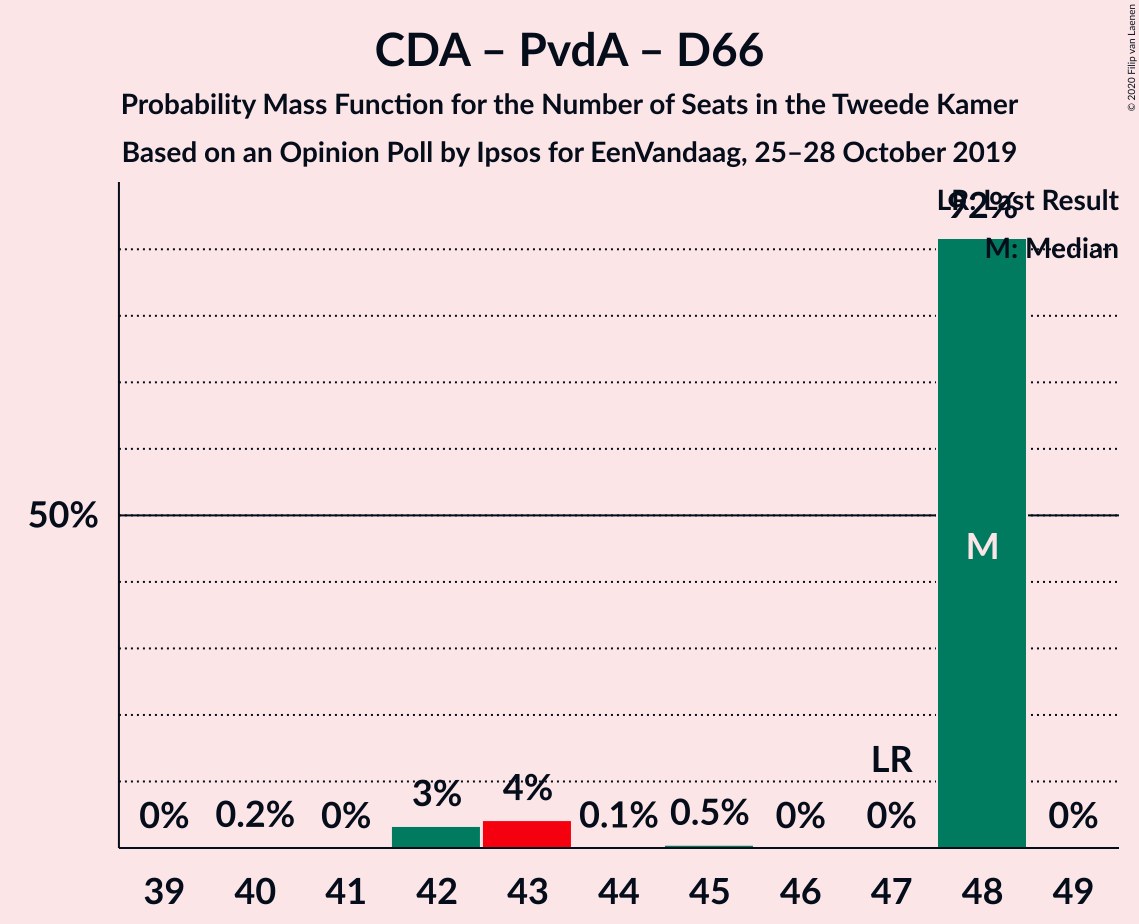 CDA – PvdA – D66
Probability Mass Function for the Number of Seats in the Tweede Kamer
Based on an Opinion Poll by Ipsos for EenVandaag, 25–28 October 2019
© 2020 Filip van Laenen
LR: Last Result
92%
M: Median
50%
M
LR
0% 0.2% 0% 3% 4% 0.1% 0.5% 0% 0% 0%
39 40 41 42 43 44 45 46 47 48 49